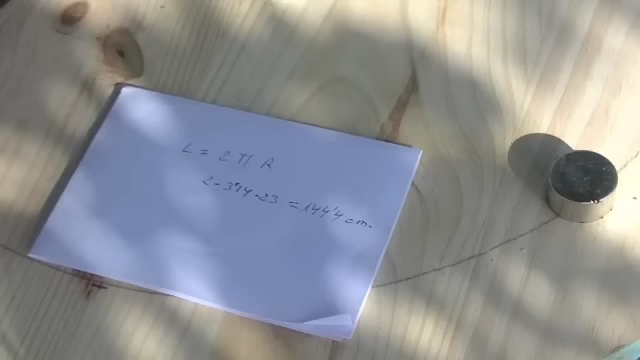 L = 2 π R
2 · 3'14 · 23 = 144'4 cm.